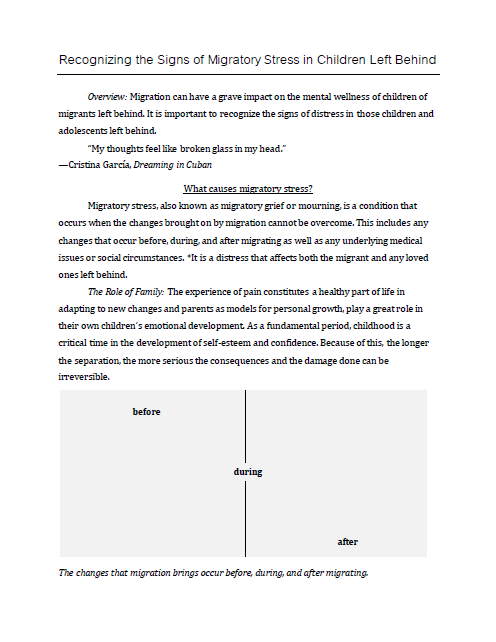 Recognizing the Signs of Migratory Stress in Children Left Behind
Overview: Migration can have a grave impact on the mental wellness of children of
migrants left behind. It is important to recognize the signs of distress in those children and
adolescents left behind.
“My thoughts feel like broken glass in my head.”
—Cristina García, Dreaming in Cuban
What causes migratory stress?
Migratory stress, also known as migratory grief or mourning, is a condition that
occurs when the changes brought on by migration cannot be overcome. This includes any
changes that occur before, during, and after migrating as well as any underlying medical
issues or social circumstances. *It is a distress that affects both the migrant and any loved
ones left behind.
The Role of Family: The experience of pain constitutes a healthy part of life in
adapting to new changes and parents as models for personal growth, play a great role in
their own children’s emotional development. As a fundamental period, childhood is a
critical time in the development of self-esteem and confidence. Because of this, the longer
the separation, the more serious the consequences and the damage done can be
irreversible.
before
during
after
The changes that migration brings occur before, during, and after migrating.